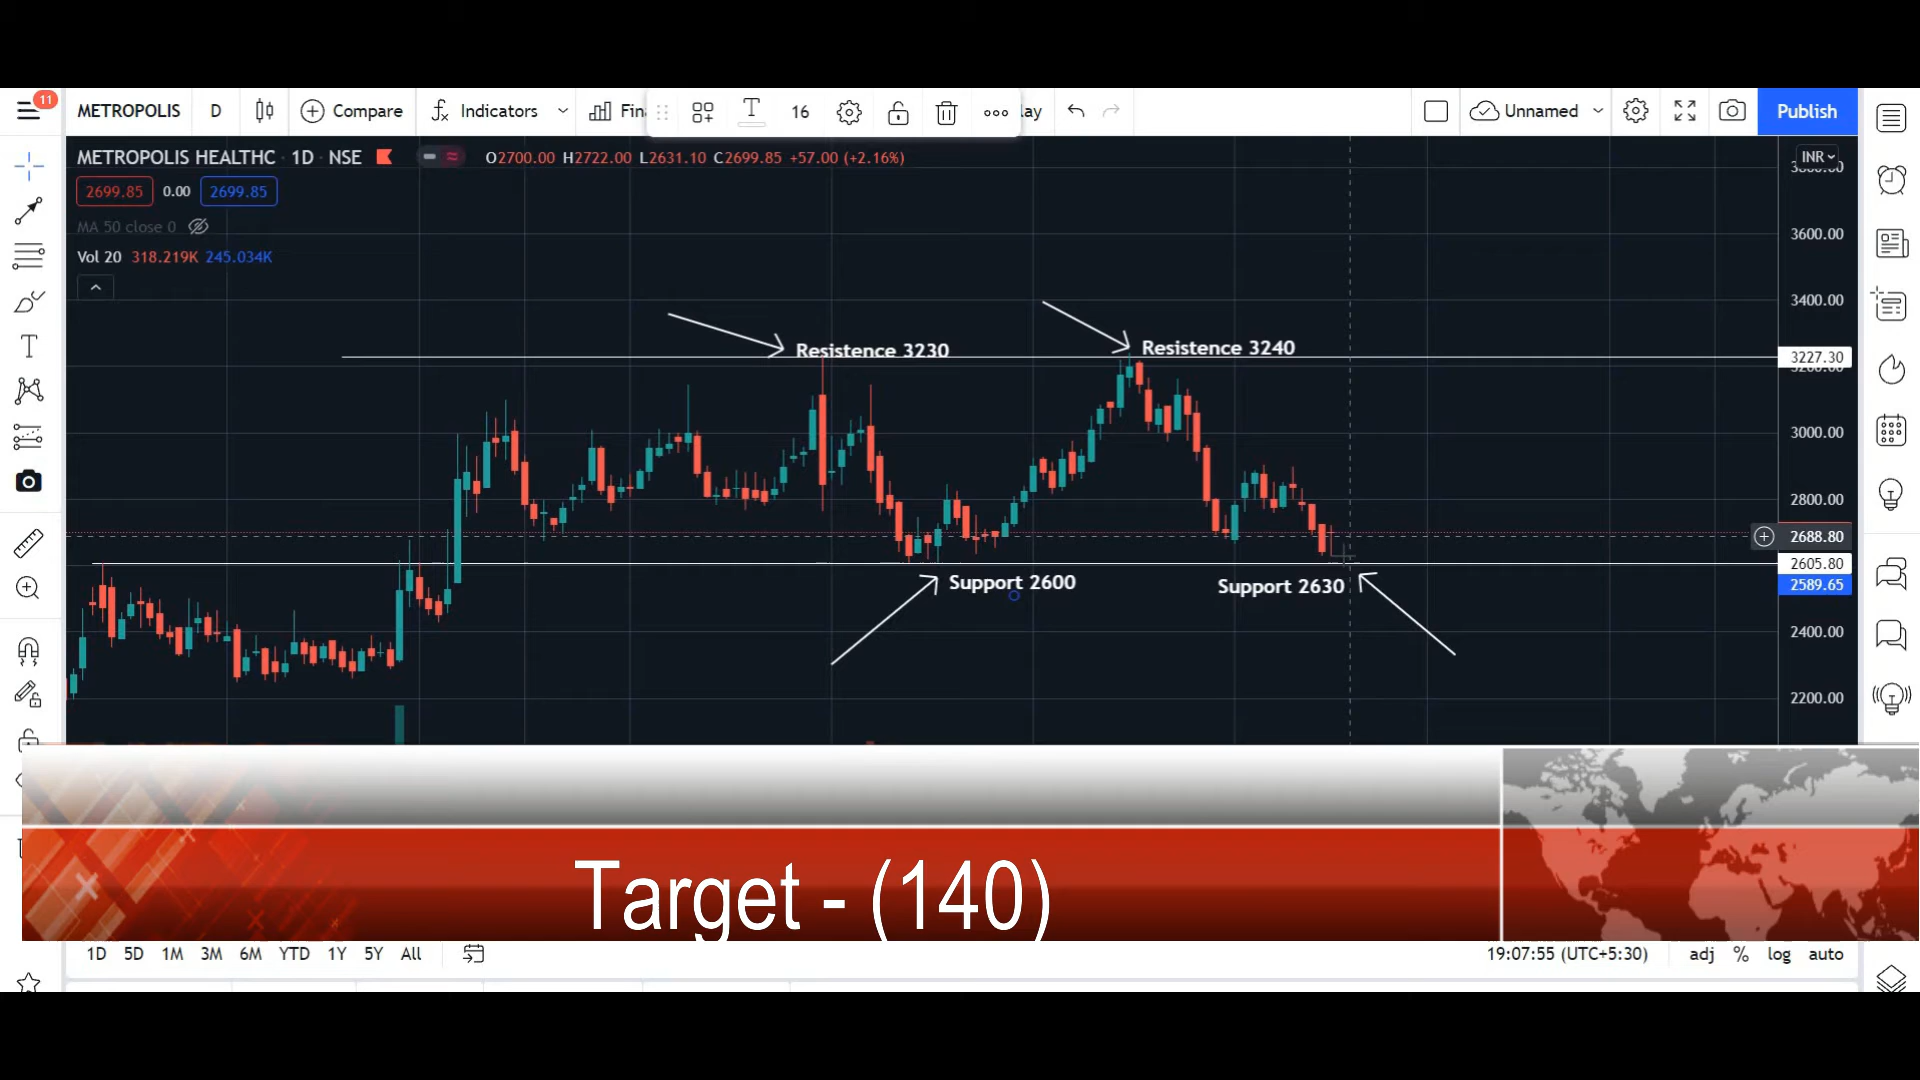 11
METROPOLIS D Compare Indicators Fin 16 lay Unnamed Publish
METROPOLIS HEALTHC · 1D · NSE O2700.00 H2722.00 L2631.10 C2699.85 +57.00 (+2.16%) INR
2699.85 0.00 2699.85
MA 50 close 0
Vol 20 318.219K 245.034K
3600.00
3400.00
Resistence 3230 Resistence 3240
3227.30
3200.00
3000.00
2800.00
2688.80
2605.80
Support 2600 Support 2630 2589.65
2400.00
2200.00
Target - (140)
1D 5D 1M 3M 6M YTD 1Y 5Y All 19:07:55 (UTC+5:30) adj % log auto